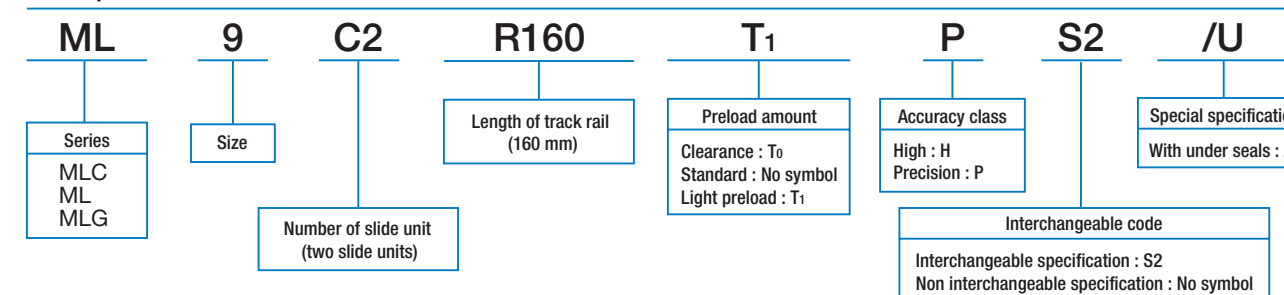 ML 9 C2 R160 T1 P S2 /U
Series
MLC
ML
MLG
Size
Number of slide unit
(two slide units)
Length of track rail
(160 mm)
Preload amount
Clearance : T0
Standard : No symbol
Light preload : T1
Accuracy class
High : H
Precision : P
Interchangeable code
Interchangeable specification : S2
Non interchangeable specification : No symbol
Special
With under seals :